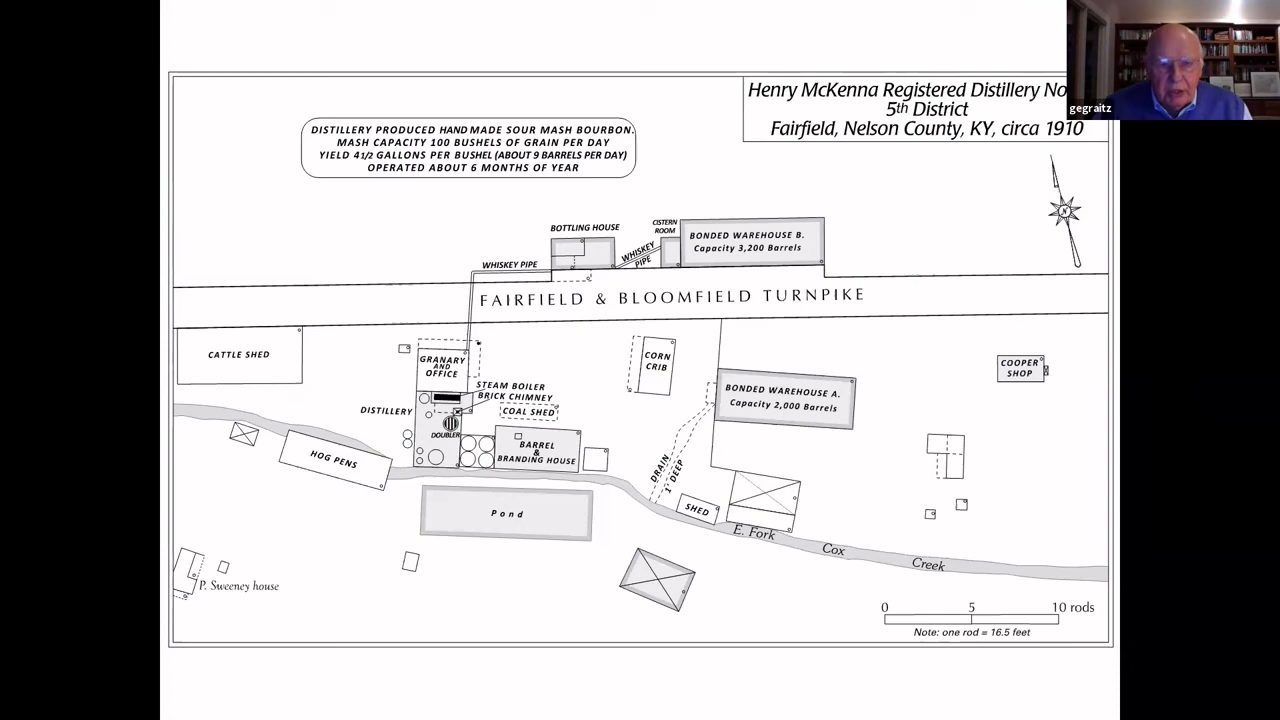 Henry McKenna Registered Distillery No
5th District
Fairfield, Nelson County, KY, circa 1910
gegraitz
DISTILLERY PRODUCED HAND MADE SOUR MASH BOURBON.
MASH CAPACITY 100 BUSHELS OF GRAIN PER DAY
YIELD 4 1/2 GALLONS PER BUSHEL (ABOUT 9 BARRELS PER DAY)
OPERATED ABOUT 6 MONTHS OF YEAR
N
BOTTLING HOUSE
CISTERN
ROOM
BONDED WAREHOUSE B.
Capacity 3,200 Barrels
WHISKEY PIPE
WHISKEY
PIPE
FAIRFIELD & BLOOMFIELD TURNPIKE
CATTLE SHED
GRANARY
AND
OFFICE
CORN
CRIB
COOPER
SHOP
STEAM BOILER
BRICK CHIMNEY
BONDED WAREHOUSE A.
Capacity 2,000 Barrels
DISTILLERY
COAL SHED
DOUBLER
BARREL
&
BRANDING HOUSE
HOG PENS
DRAIN
1' DEEP
Pond
SHED
E. Fork
Cox
Creek
P. Sweeney house
0 5 10 rods
Note: one rod = 16.5 feet